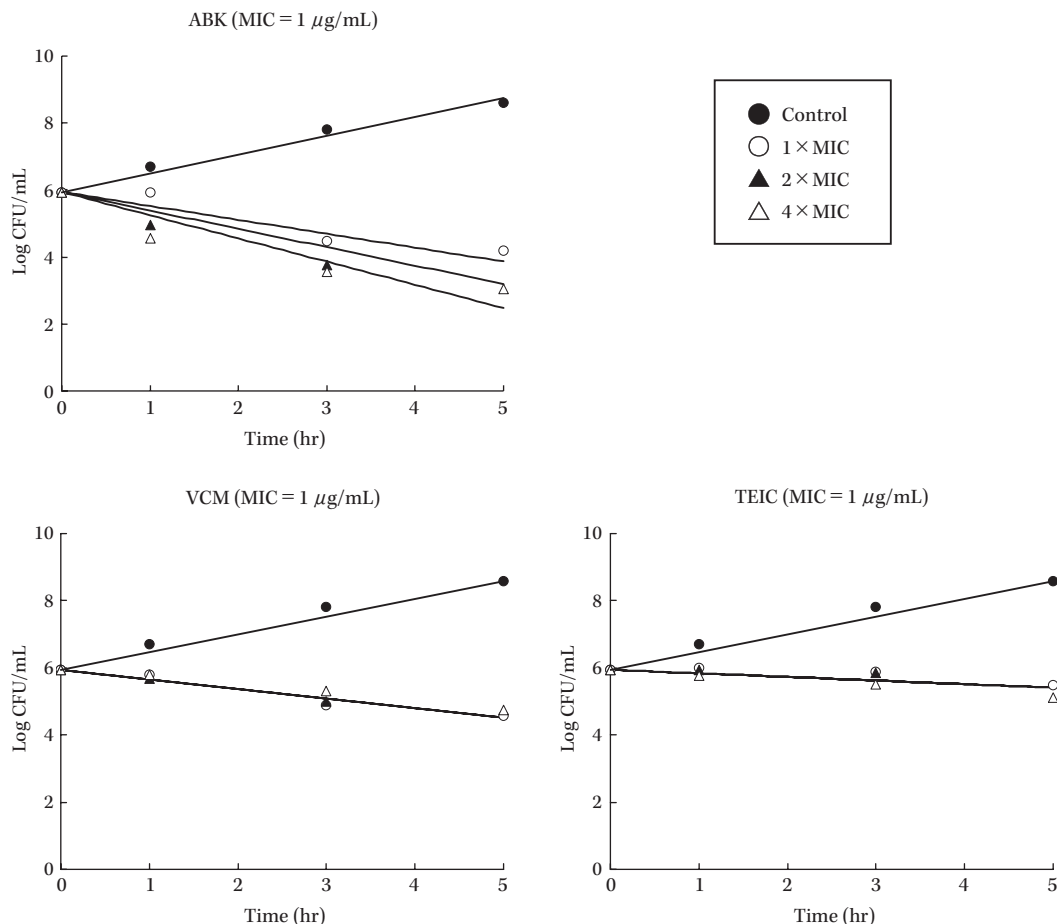 ABK (MIC = 1 μg/mL)
10
8
6
4
2
0
Log CFU/mL
0 1 2 3 4 5
Time (hr)
Control
1×MIC
2×MIC
4×MIC
VCM (MIC = 1 μg/mL)
10
8
6
4
2
0
Log CFU/mL
0 1 2 3 4 5
Time (hr)
TEIC (MIC = 1 μg/mL)
10
8
6
4
2
0
Log CFU/mL
0 1 2 3 4 5
Time (hr)